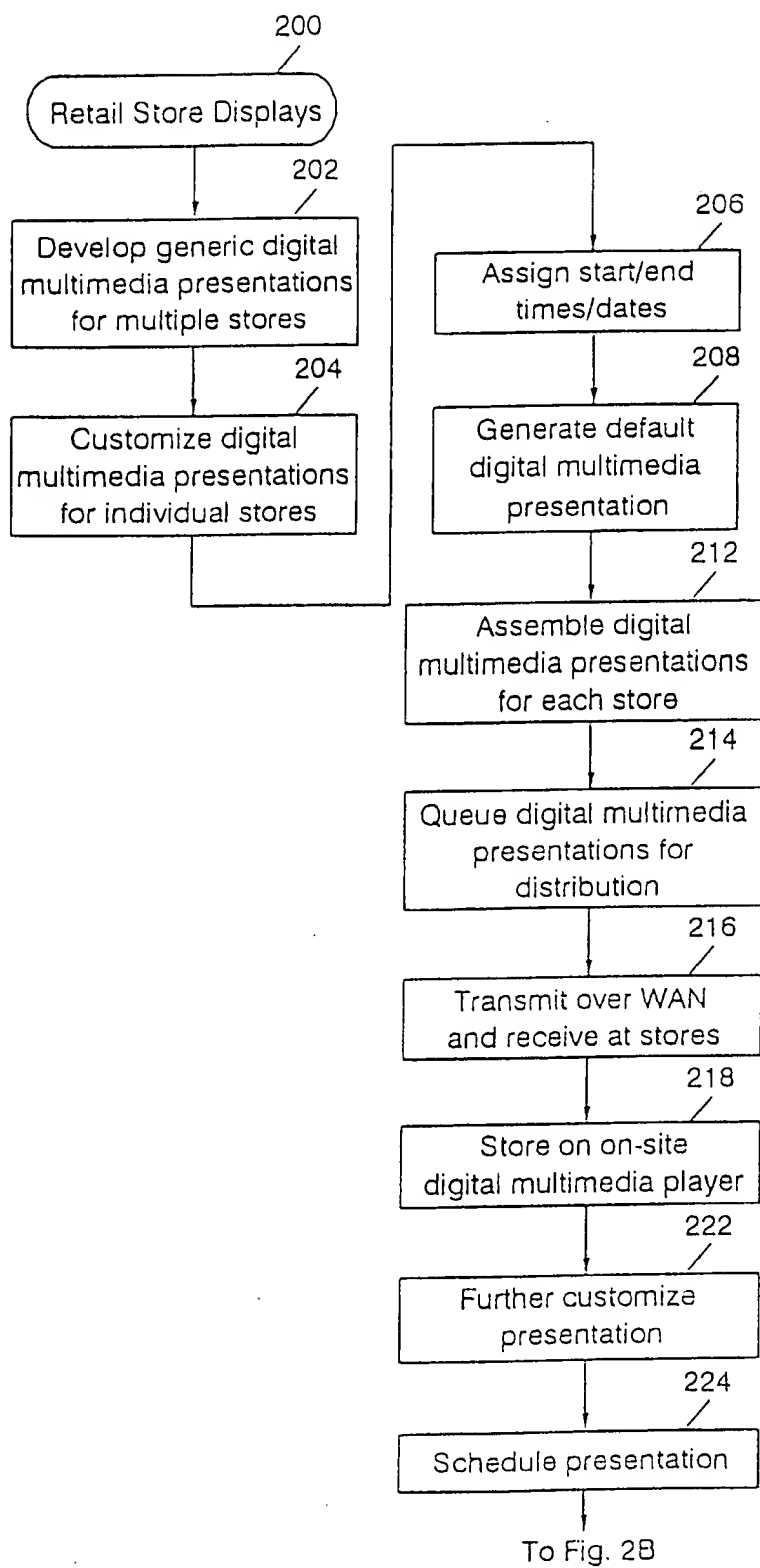 200
Retail Store Displays
202
Develop generic digital
multimedia presentations
for multiple stores
204
Customize digital
multimedia presentations
for individual stores
206
Assign start/end
times/dates
208
Generate default
digital multimedia
presentation
212
Assemble digital
multimedia presentations
for each store
214
Queue digital multimedia
presentations for
distribution
216
Transmit over WAN
and receive at stores
218
Store on on-site
digital multimedia player
222
Further customize
presentation
224
Schedule presentation
To Fig. 2B